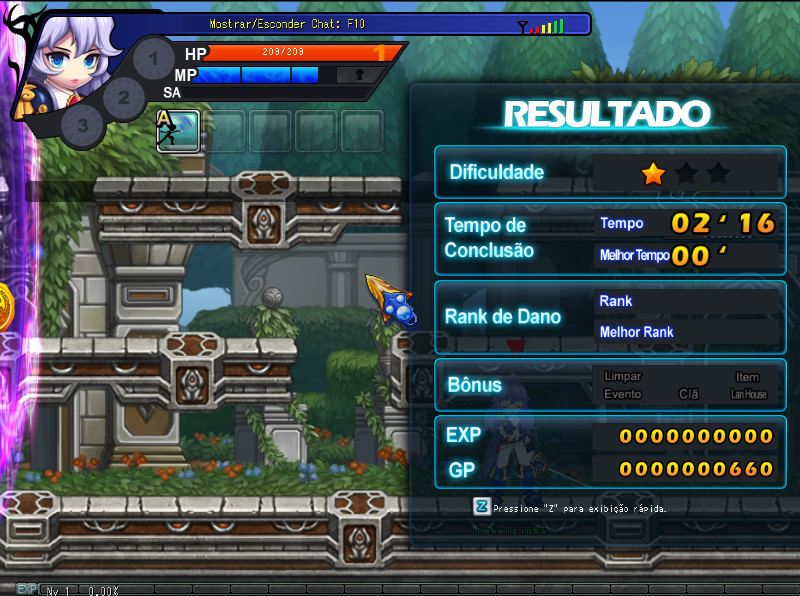 Mostrar/Esconder Chat: F10
HP 209/209 1
MP
SA
1
2
3
A
RESULTADO
Dificuldade
Tempo de Conclusão
Tempo 02 ' 16
Melhor Tempo 00 '
Rank de Dano
Rank
Melhor Rank
Bônus
Limpar Item
Evento Clã Lan House
EXP 0000000000
GP 0000000660
Z Pressione "Z" para exibição rápida.
EXP Nv 1 0.00%